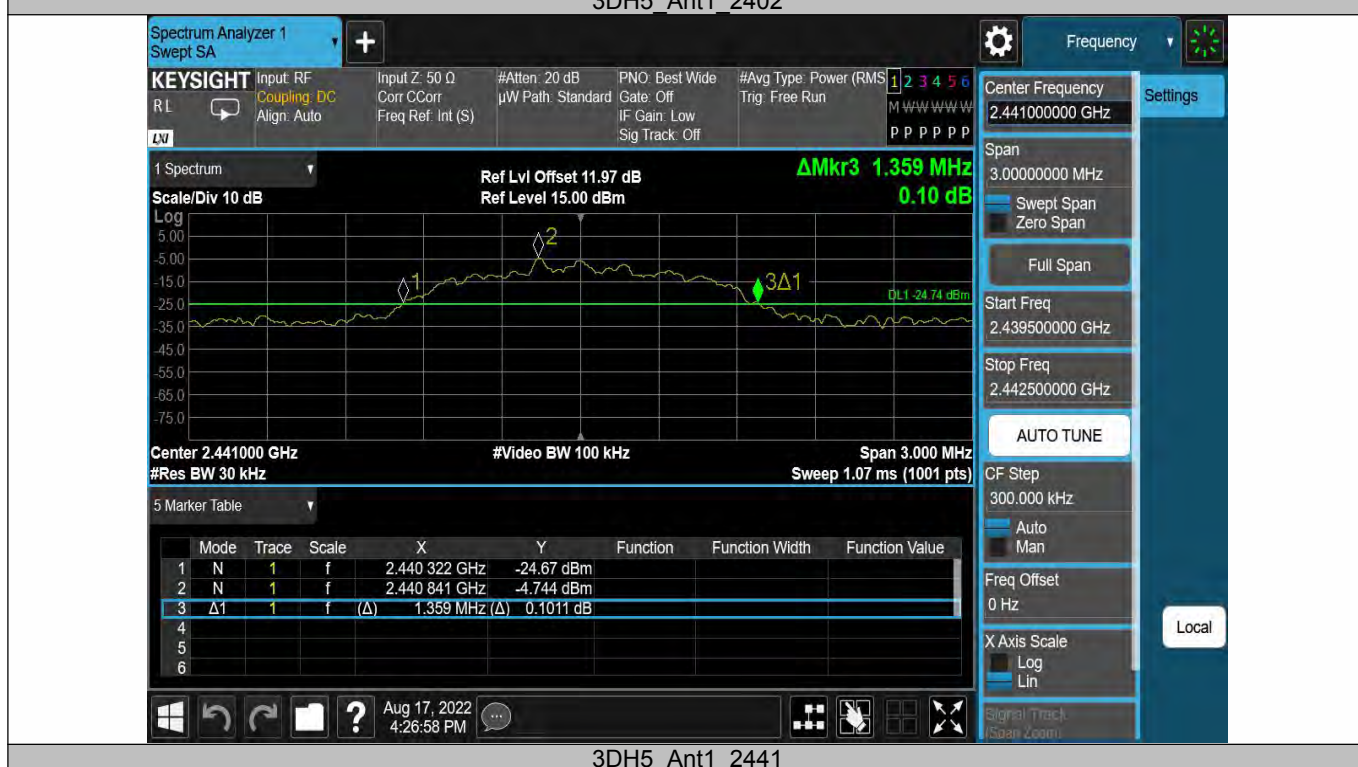 3DH5_Ant1_2402
Spectrum Analyzer 1
Swept SA
Frequency
KEYSIGHT
RL
LXI
Input: RF
Coupling: DC
Align: Auto
Input Z: 50 Ω
Corr CCorr
Freq Ref: Int (S)
#Atten: 20 dB
µW Path: Standard
PNO: Best Wide
Gate: Off
IF Gain: Low
Sig Track: Off
#Avg Type: Power (RMS
Trig: Free Run
1 2 3 4 5 6
M W W W W W
P P P P P P
Center Frequency
2.441000000 GHz
Settings
Span
3.00000000 MHz
Swept Span
Zero Span
Full Span
Start Freq
2.439500000 GHz
Stop Freq
2.442500000 GHz
AUTO TUNE
CF Step
300.000 kHz
Auto
Man
Freq Offset
0 Hz
X Axis Scale
Log
Lin
Signal Track
(Span Zoom)
Local
1 Spectrum
Scale/Div 10 dB
Ref Lvl Offset 11.97 dB
Ref Level 15.00 dBm
ΔMkr3 1.359 MHz
0.10 dB
Log
5.00
-5.00
-15.0
-25.0
-35.0
-45.0
-55.0
-65.0
-75.0
1
2
3Δ1
DL1 -24.74 dBm
Center 2.441000 GHz
#Video BW 100 kHz
Span 3.000 MHz
#Res BW 30 kHz
Sweep 1.07 ms (1001 pts)
5 Marker Table
Mode Trace Scale X Y Function Function Width Function Value
1 N 1 f 2.440 322 GHz -24.67 dBm
2 N 1 f 2.440 841 GHz -4.744 dBm
3 Δ1 1 f (Δ) 1.359 MHz (Δ) 0.1011 dB
4
5
6
?
Aug 17, 2022
4:26:58 PM
3DH5_Ant1_2441